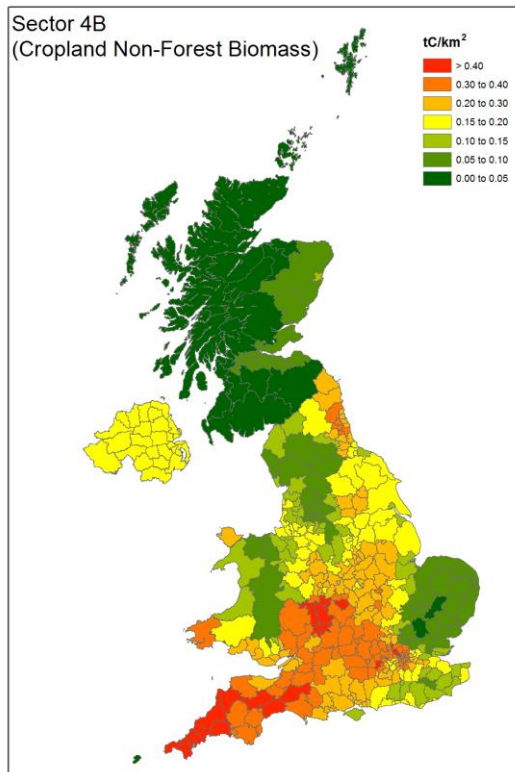 Sector 4B
(Cropland Non-Forest Biomass)
tC/km²
> 0.40
0.30 to 0.40
0.20 to 0.30
0.15 to 0.20
0.10 to 0.15
0.05 to 0.10
0.00 to 0.05